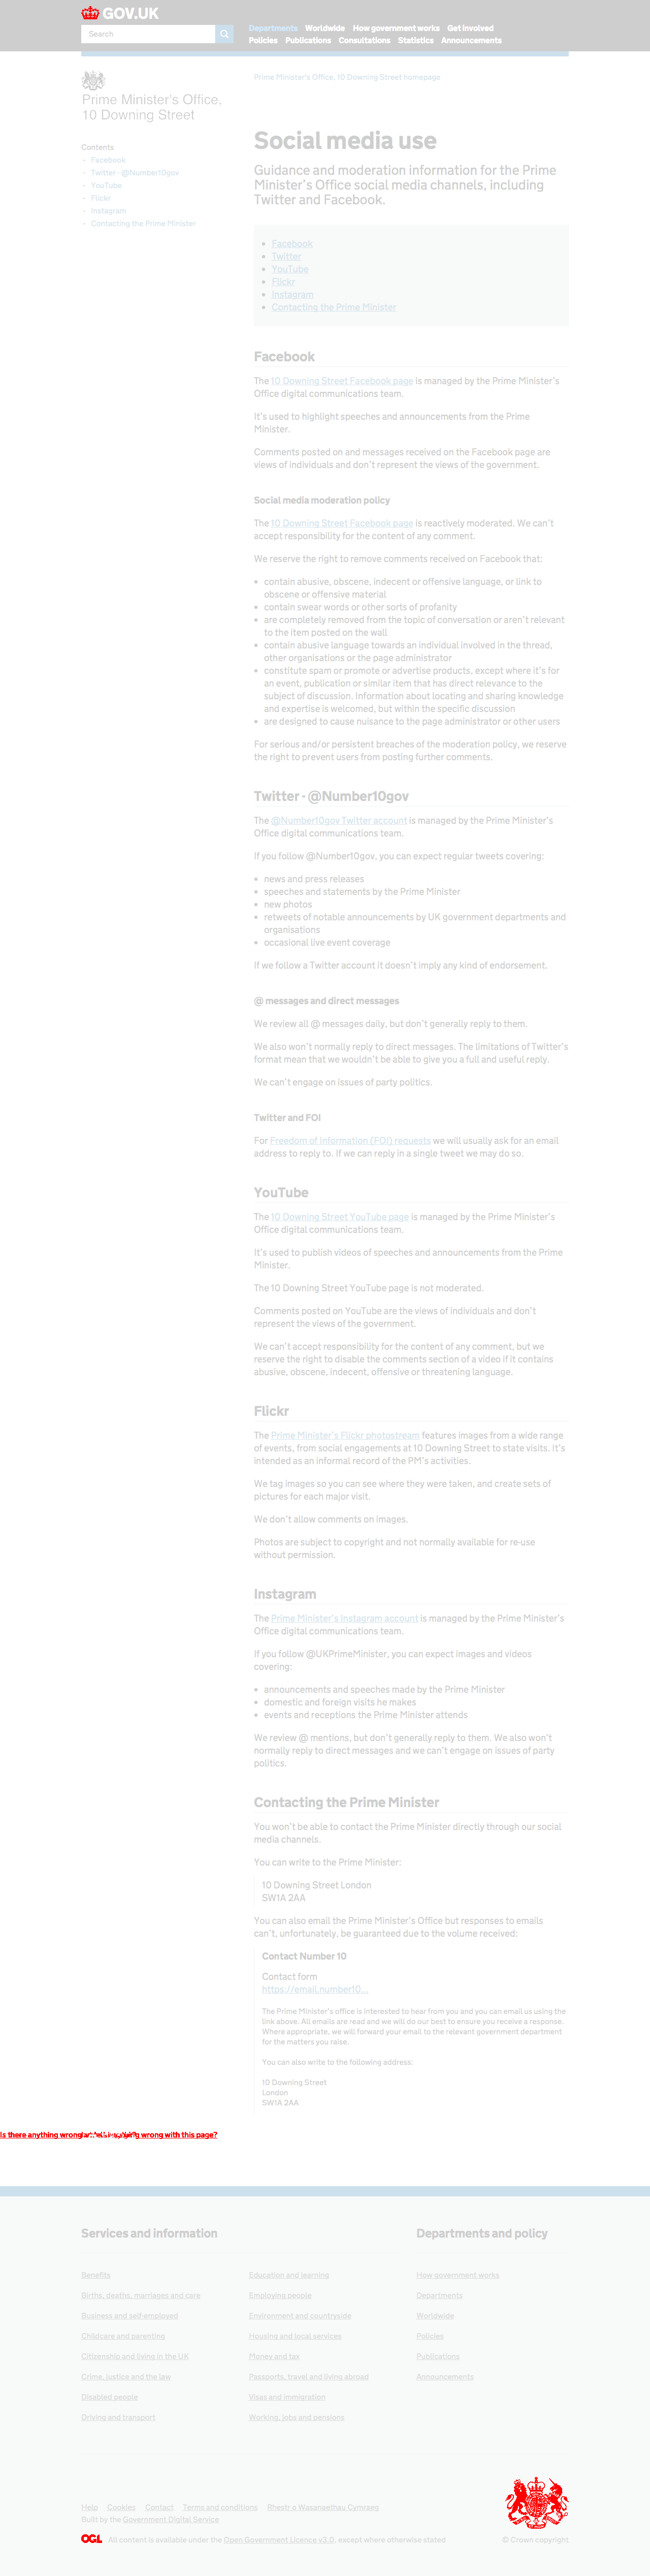 GOV.UK
Search
Departments Worldwide How government works Get involved
Policies Publications Consultations Statistics Announcements
Prime Minister's Office,
10 Downing Street
Contents
- Facebook
- Twitter - @Number10gov
- YouTube
- Flickr
- Instagram
- Contacting the Prime Minister
Prime Minister's Office, 10 Downing Street homepage
Social media use
Guidance and moderation information for the Prime
Minister's Office social media channels, including
Twitter and Facebook.
• Facebook
• Twitter
• YouTube
• Flickr
• Instagram
• Contacting the Prime Minister
Facebook
The 10 Downing Street Facebook page is managed by the Prime Minister's
Office digital communications team.
It's used to highlight speeches and announcements from the Prime
Minister.
Comments posted on and messages received on the Facebook page are
views of individuals and don't represent the views of the government.
Social media moderation policy
The 10 Downing Street Facebook page is reactively moderated. We can't
accept responsibility for the content of any comment.
We reserve the right to remove comments received on Facebook that:
• contain abusive, obscene, indecent or offensive language, or link to
obscene or offensive material
• contain swear words or other sorts of profanity
• are completely removed from the topic of conversation or aren't relevant
to the item posted on the wall
• contain abusive language towards an individual involved in the thread,
other organisations or the page administrator
• constitute spam or promote or advertise products, except where it's for
an event, publication or similar item that has direct relevance to the
subject of discussion. Information about locating and sharing knowledge
and expertise is welcomed, but within the specific discussion
• are designed to cause nuisance to the page administrator or other users
For serious and/or persistent breaches of the moderation policy, we reserve
the right to prevent users from posting further comments.
Twitter - @Number10gov
The @Number10gov Twitter account is managed by the Prime Minister's
Office digital communications team.
If you follow @Number10gov, you can expect regular tweets covering:
• news and press releases
• speeches and statements by the Prime Minister
• new photos
• retweets of notable announcements by UK government departments and
organisations
• occasional live event coverage
If we follow a Twitter account it doesn't imply any kind of endorsement.
@ messages and direct messages
We review all @ messages daily, but don't generally reply to them.
We also won't normally reply to direct messages. The limitations of Twitter's
format mean that we wouldn't be able to give you a full and useful reply.
We can't engage on issues of party politics.
Twitter and FOI
For Freedom of Information (FOI) requests we will usually ask for an email
address to reply to. If we can reply in a single tweet we may do so.
YouTube
The 10 Downing Street YouTube page is managed by the Prime Minister's
Office digital communications team.
It's used to publish videos of speeches and announcements from the Prime
Minister.
The 10 Downing Street YouTube page is not moderated.
Comments posted on YouTube are the views of individuals and don't
represent the views of the government.
We can't accept responsibility for the content of any comment, but we
reserve the right to disable the comments section of a video if it contains
abusive, obscene, indecent, offensive or threatening language.
Flickr
The Prime Minister's Flickr photostream features images from a wide range
of events, from social engagements at 10 Downing Street to state visits. It's
intended as an informal record of the PM's activities.
We tag images so you can see where they were taken, and create sets of
pictures for each major visit.
We don't allow comments on images.
Photos are subject to copyright and not normally available for re-use
without permission.
Instagram
The Prime Minister's Instagram account is managed by the Prime Minister's
Office digital communications team.
If you follow @UKPrimeMinister, you can expect images and videos
covering:
• announcements and speeches made by the Prime Minister
• domestic and foreign visits he makes
• events and receptions the Prime Minister attends
We review @ mentions, but don't generally reply to them. We also won't
normally reply to direct messages and we can't engage on issues of party
politics.
Contacting the Prime Minister
You won't be able to contact the Prime Minister directly through our social
media channels.
You can write to the Prime Minister:
10 Downing Street London
SW1A 2AA
You can also email the Prime Minister's Office but responses to emails
can't, unfortunately, be guaranteed due to the volume received:
Contact Number 10
Contact form
https://email.number10...
The Prime Minister's office is interested to hear from you and you can email us using the
link above. All emails are read and we will do our best to ensure you receive a response.
Where appropriate, we will forward your email to the relevant government department
for the matters you raise.
You can also write to the following address:
10 Downing Street
London
SW1A 2AA
Is there anything wrong wrong with this page?
Services and information
Departments and policy
Benefits
Education and learning
How government works
Births, deaths, marriages and care
Employing people
Departments
Business and self-employed
Environment and countryside
Worldwide
Childcare and parenting
Housing and local services
Policies
Citizenship and living in the UK
Money and tax
Publications
Crime, justice and the law
Passports, travel and living abroad
Announcements
Disabled people
Visas and immigration
Driving and transport
Working, jobs and pensions
Help Cookies Contact Terms and conditions Rhestr o Wasanaethau Cymraeg
Built by the Government Digital Service
OGL All content is available under the Open Government Licence v3.0, except where otherwise stated
© Crown copyright